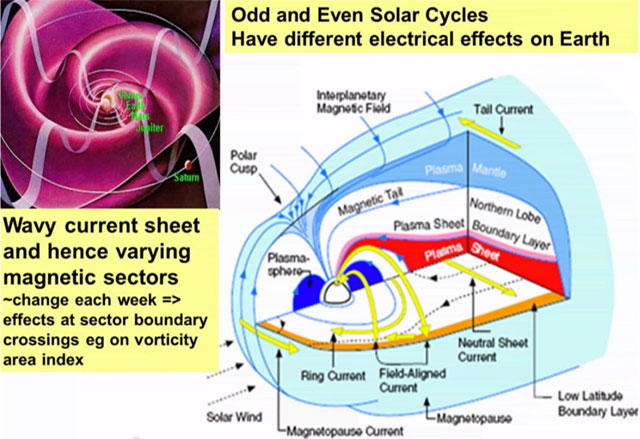 Odd and Even Solar Cycles
Have different electrical effects on Earth
Earth
Mars
Jupiter
Saturn
Wavy current sheet
and hence varying
magnetic sectors
~change each week =>
effects at sector boundary
crossings eg on vorticity
area index
Interplanetary
Magnetic Field
Tail Current
Polar
Cusp
Plasma Mantle
Magnetic Tail
Northern Lobe
Boundary Layer
Plasma Sheet
Plasma Sheet
Plasma-
sphere
Neutral Sheet
Current
Ring Current
Field-Aligned
Current
Low Latitude
Boundary Layer
Solar Wind
Magnetopause
Magnetopause Current